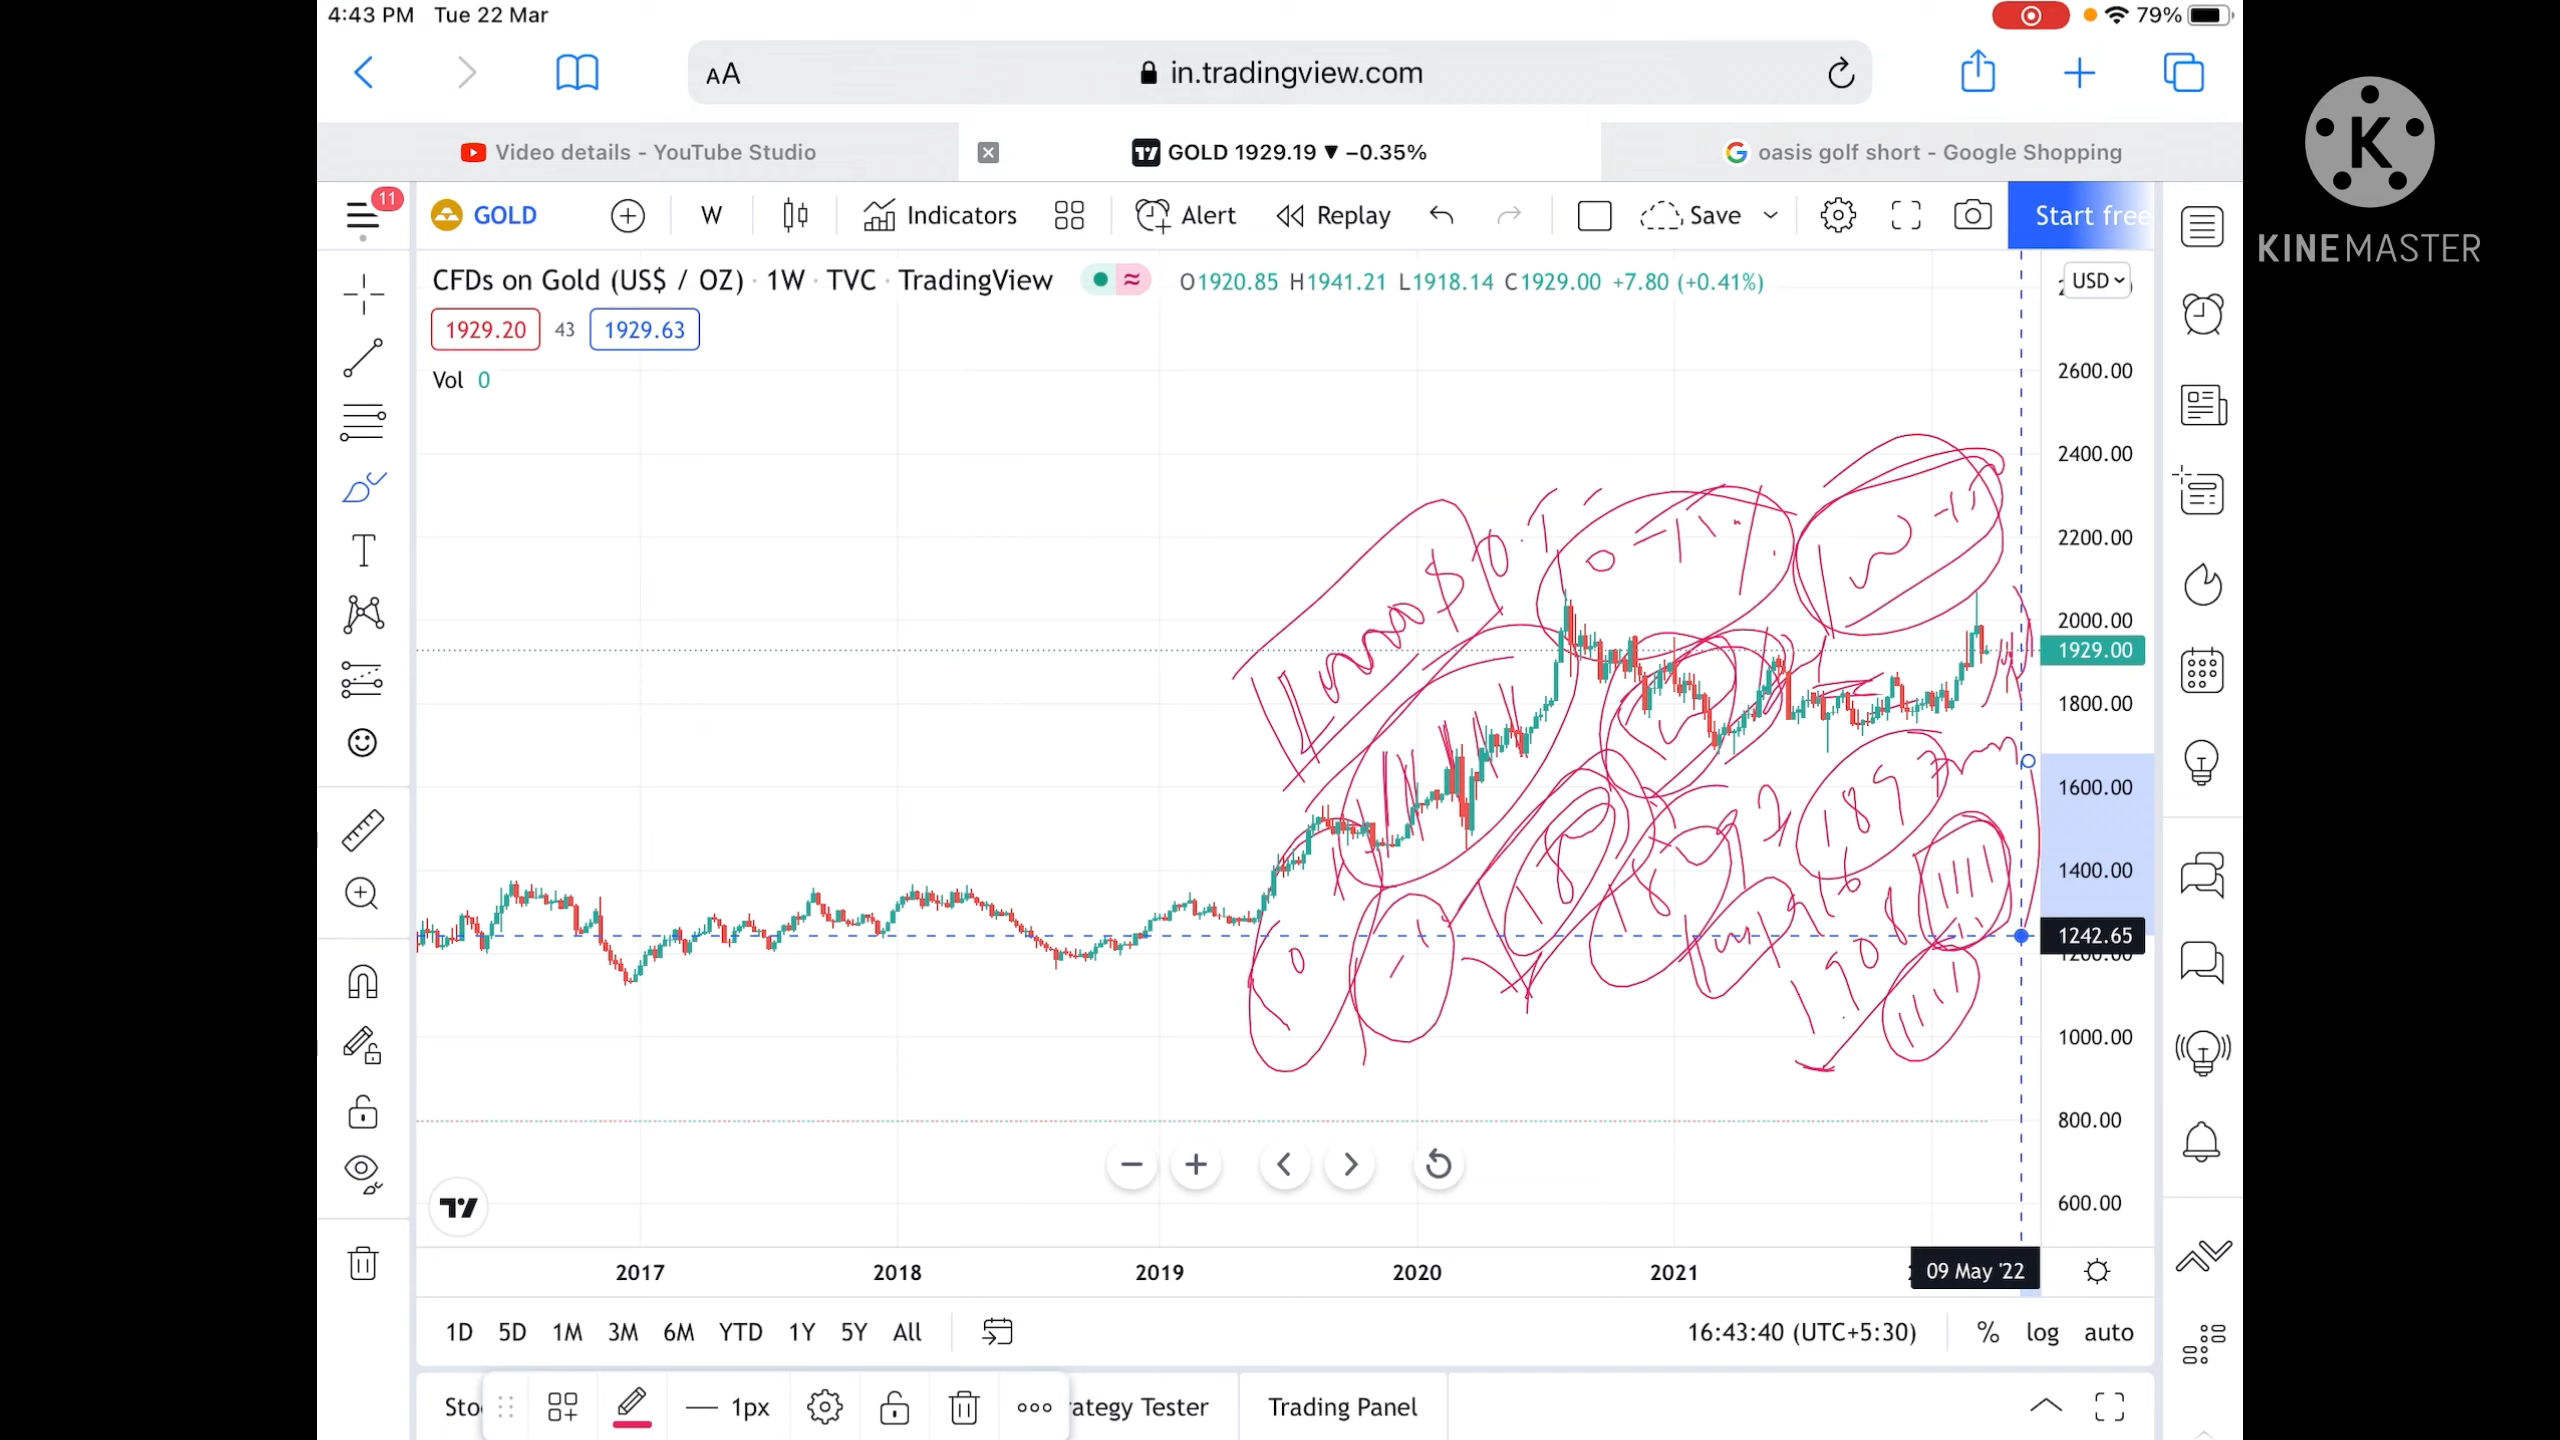 4:43 PM Tue 22 Mar 79%
AA in.tradingview.com
Video details - YouTube Studio
GOLD 1929.19 ▼ −0.35%
oasis golf short - Google Shopping
KINEMASTER
11
GOLD W Indicators Alert Replay Save Start free
CFDs on Gold (US$ / OZ) · 1W · TVC · TradingView O1920.85 H1941.21 L1918.14 C1929.00 +7.80 (+0.41%)
USD
1929.20 43 1929.63
Vol 0
2600.00
2400.00
2200.00
2000.00
1929.00
1800.00
1600.00
1400.00
1242.65
1200.00
1000.00
800.00
600.00
2017 2018 2019 2020 2021 09 May '22
1D 5D 1M 3M 6M YTD 1Y 5Y All 16:43:40 (UTC+5:30) % log auto
Sto 1px rategy Tester Trading Panel